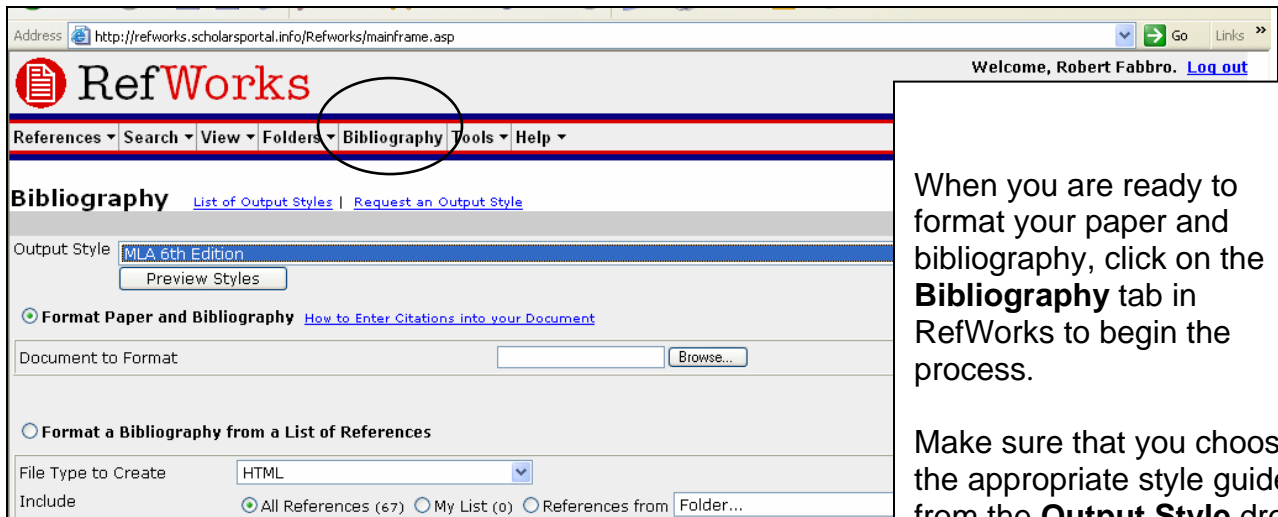 Address http://refworks.scholarsportal.info/Refworks/mainframe.asp Go Links »
RefWorks
Welcome, Robert Fabbro. Log out
References Search View Folders Bibliography Tools Help
Bibliography List of Output Styles | Request an Output Style
Output Style MLA 6th Edition
Preview Styles
Format Paper and Bibliography How to Enter Citations into your Document
Document to Format Browse...
Format a Bibliography from a List of References
File Type to Create HTML
Include All References (67) My List (0) References from Folder...
When you are ready to
format your paper and
bibliography, click on the
Bibliography tab in
RefWorks to begin the
process.
Make sure that you choos
the appropriate style guide
from the Output Style dro